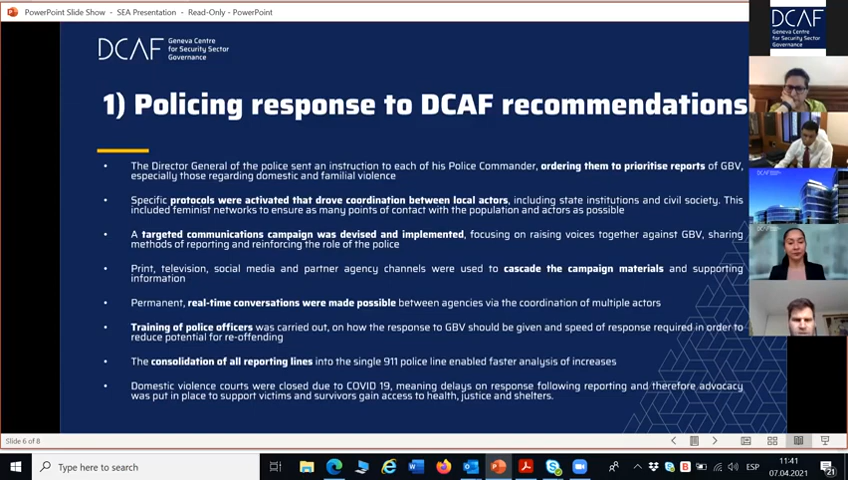 PowerPoint Slide Show - SEA Presentation - Read-Only - PowerPoint
DCAF
Geneva Centre
for Security Sector
Governance
1) Policing response to DCAF recommendations
• The Director General of the police sent an instruction to each of his Police Commander, ordering them to prioritise reports of GBV,
especially those regarding domestic and familial violence
• Specific protocols were activated that drove coordination between local actors, including state institutions and civil society. This
included feminist networks to ensure as many points of contact with the population and actors as possible
• A targeted communications campaign was devised and implemented, focusing on raising voices together against GBV, sharing
methods of reporting and reinforcing the role of the police
• Print, television, social media and partner agency channels were used to cascade the campaign materials and supporting
information
• Permanent, real-time conversations were made possible between agencies via the coordination of multiple actors
• Training of police officers was carried out, on how the response to GBV should be given and speed of response required in order to
reduce potential for re-offending
• The consolidation of all reporting lines into the single 911 police line enabled faster analysis of increases
• Domestic violence courts were closed due to COVID 19, meaning delays on response following reporting and therefore advocacy
was put in place to support victims and survivors gain access to health, justice and shelters.
DCAF
Geneva Centre
for Security Sector
Governance
Slide 6 of 8
Type here to search
ESP
11:41
07.04.2021
21